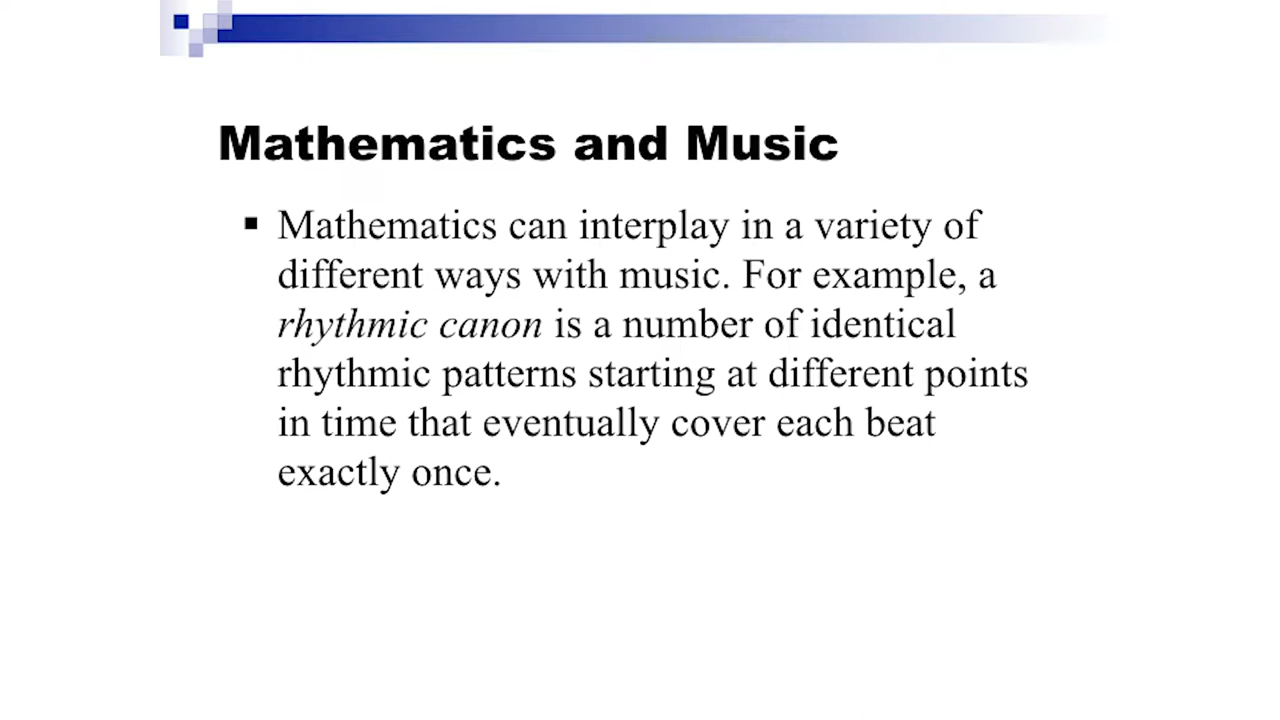 Mathematics and Music
▪ Mathematics can interplay in a variety of
different ways with music. For example, a
rhythmic canon is a number of identical
rhythmic patterns starting at different points
in time that eventually cover each beat
exactly once.